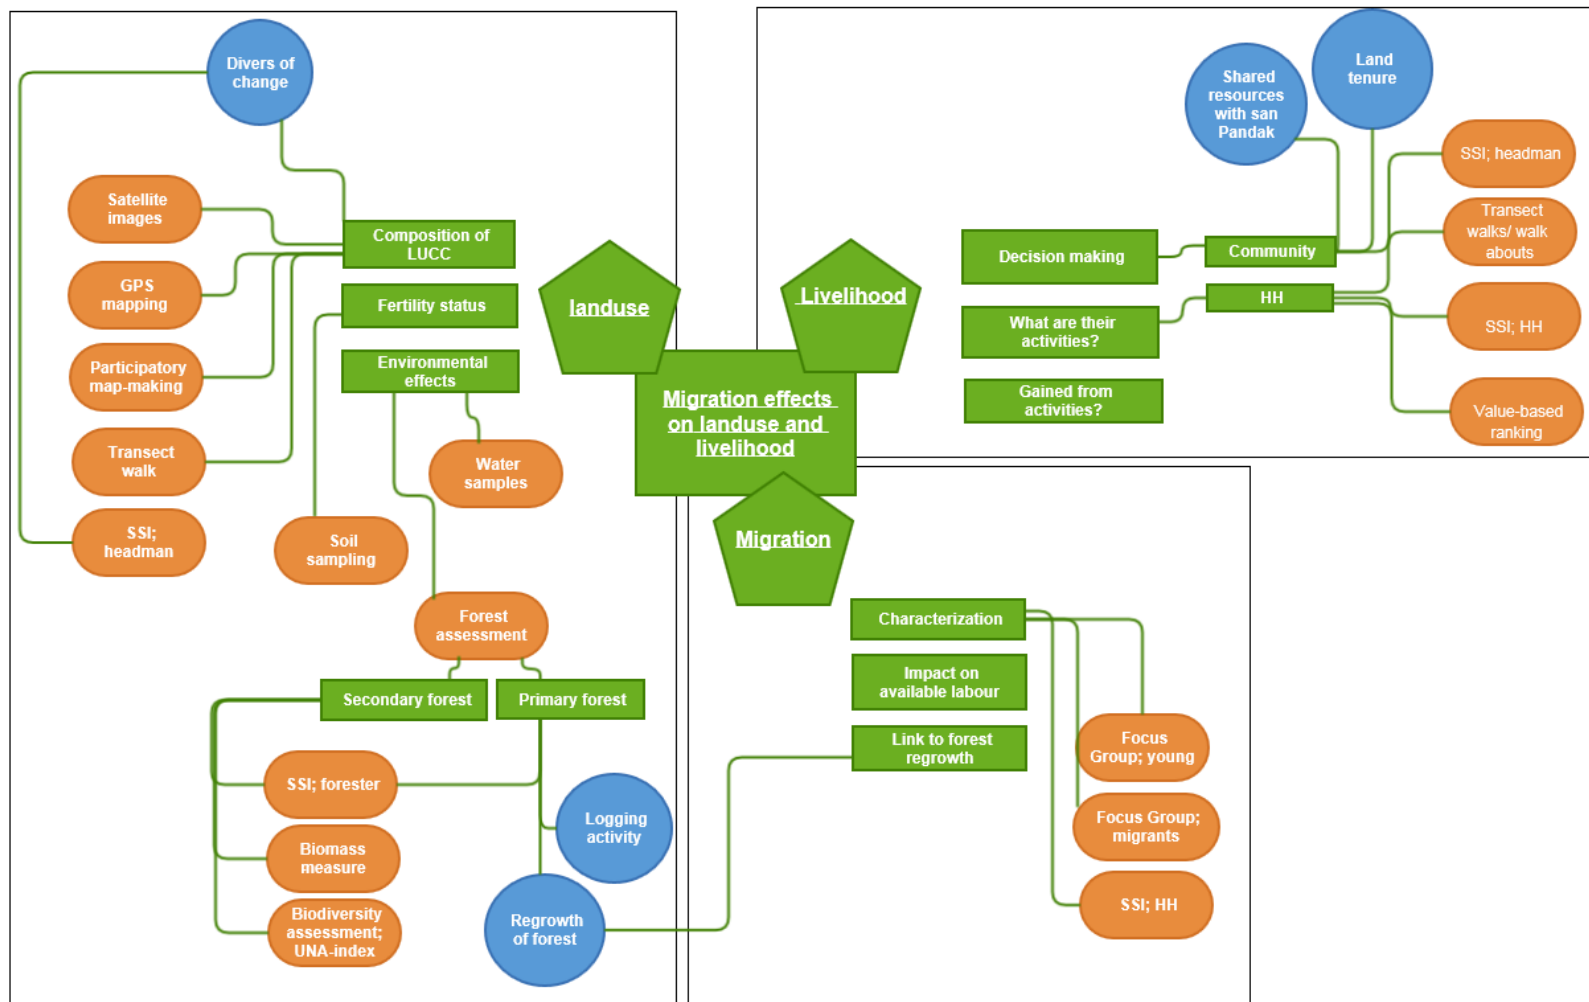 Divers of
change
Satellite
images
GPS
mapping
Participatory
map-making
Transect
walk
SSI;
headman
Composition of
LUCC
Fertility status
Environmental
effects
Water
samples
Soil
sampling
Forest
assessment
Secondary forest
Primary forest
SSI; forester
Biomass
measure
Biodiversity
assessment;
UNA-index
Logging
activity
Regrowth
of forest
landuse
Livelihood
Migration effects
on landuse and
livelihood
Migration
Shared
resources
with san
Pandak
Land
tenure
Decision making
What are their
activities?
Gained from
activities?
Community
HH
SSI; headman
Transect
walks/ walk
abouts
SSI; HH
Value-based
ranking
Characterization
Impact on
available labour
Link to forest
regrowth
Focus
Group; young
Focus Group;
migrants
SSI; HH